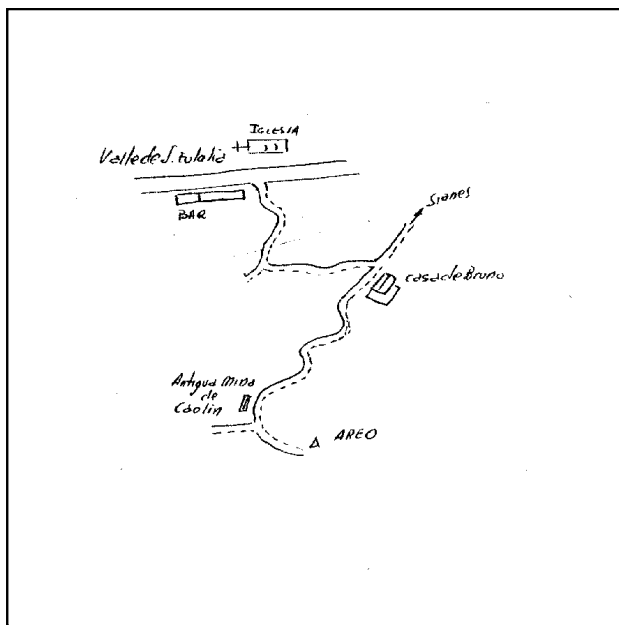 IGLESIA
Valle de S. Eulalia
BAR
Sianes
casa de Bruno
Antigua Mina
de
Caolin
AREO